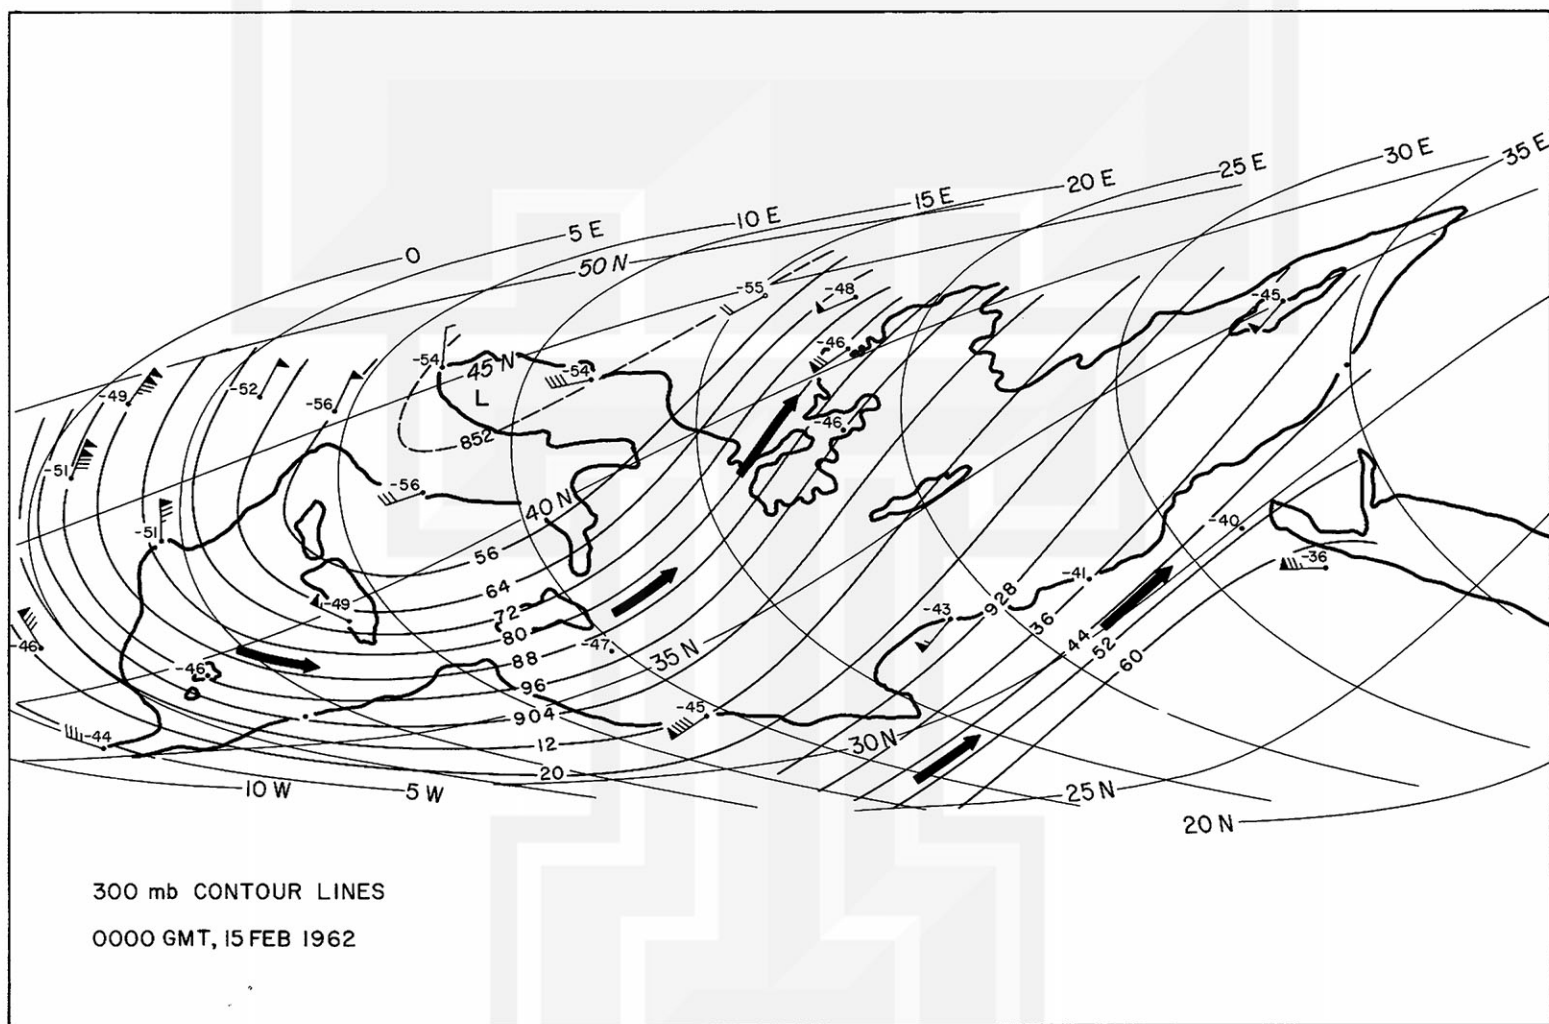 35 E
30 E
25 E
20 E
15 E
10 E
5 E
0
50 N
-55
-48
-45
-46
-54
45 N
-54
-49
-52
-56
L
-46
852
-51
-56
40 N
-51
-40
56
-36
64
-41
-49
72
928
-43
80
36
-46
-47
44
88
35 N
52
-46
60
96
904
-45
-44
12
30 N
20
10 W
5 W
25 N
20 N
300 mb CONTOUR LINES
0000 GMT, 15 FEB 1962